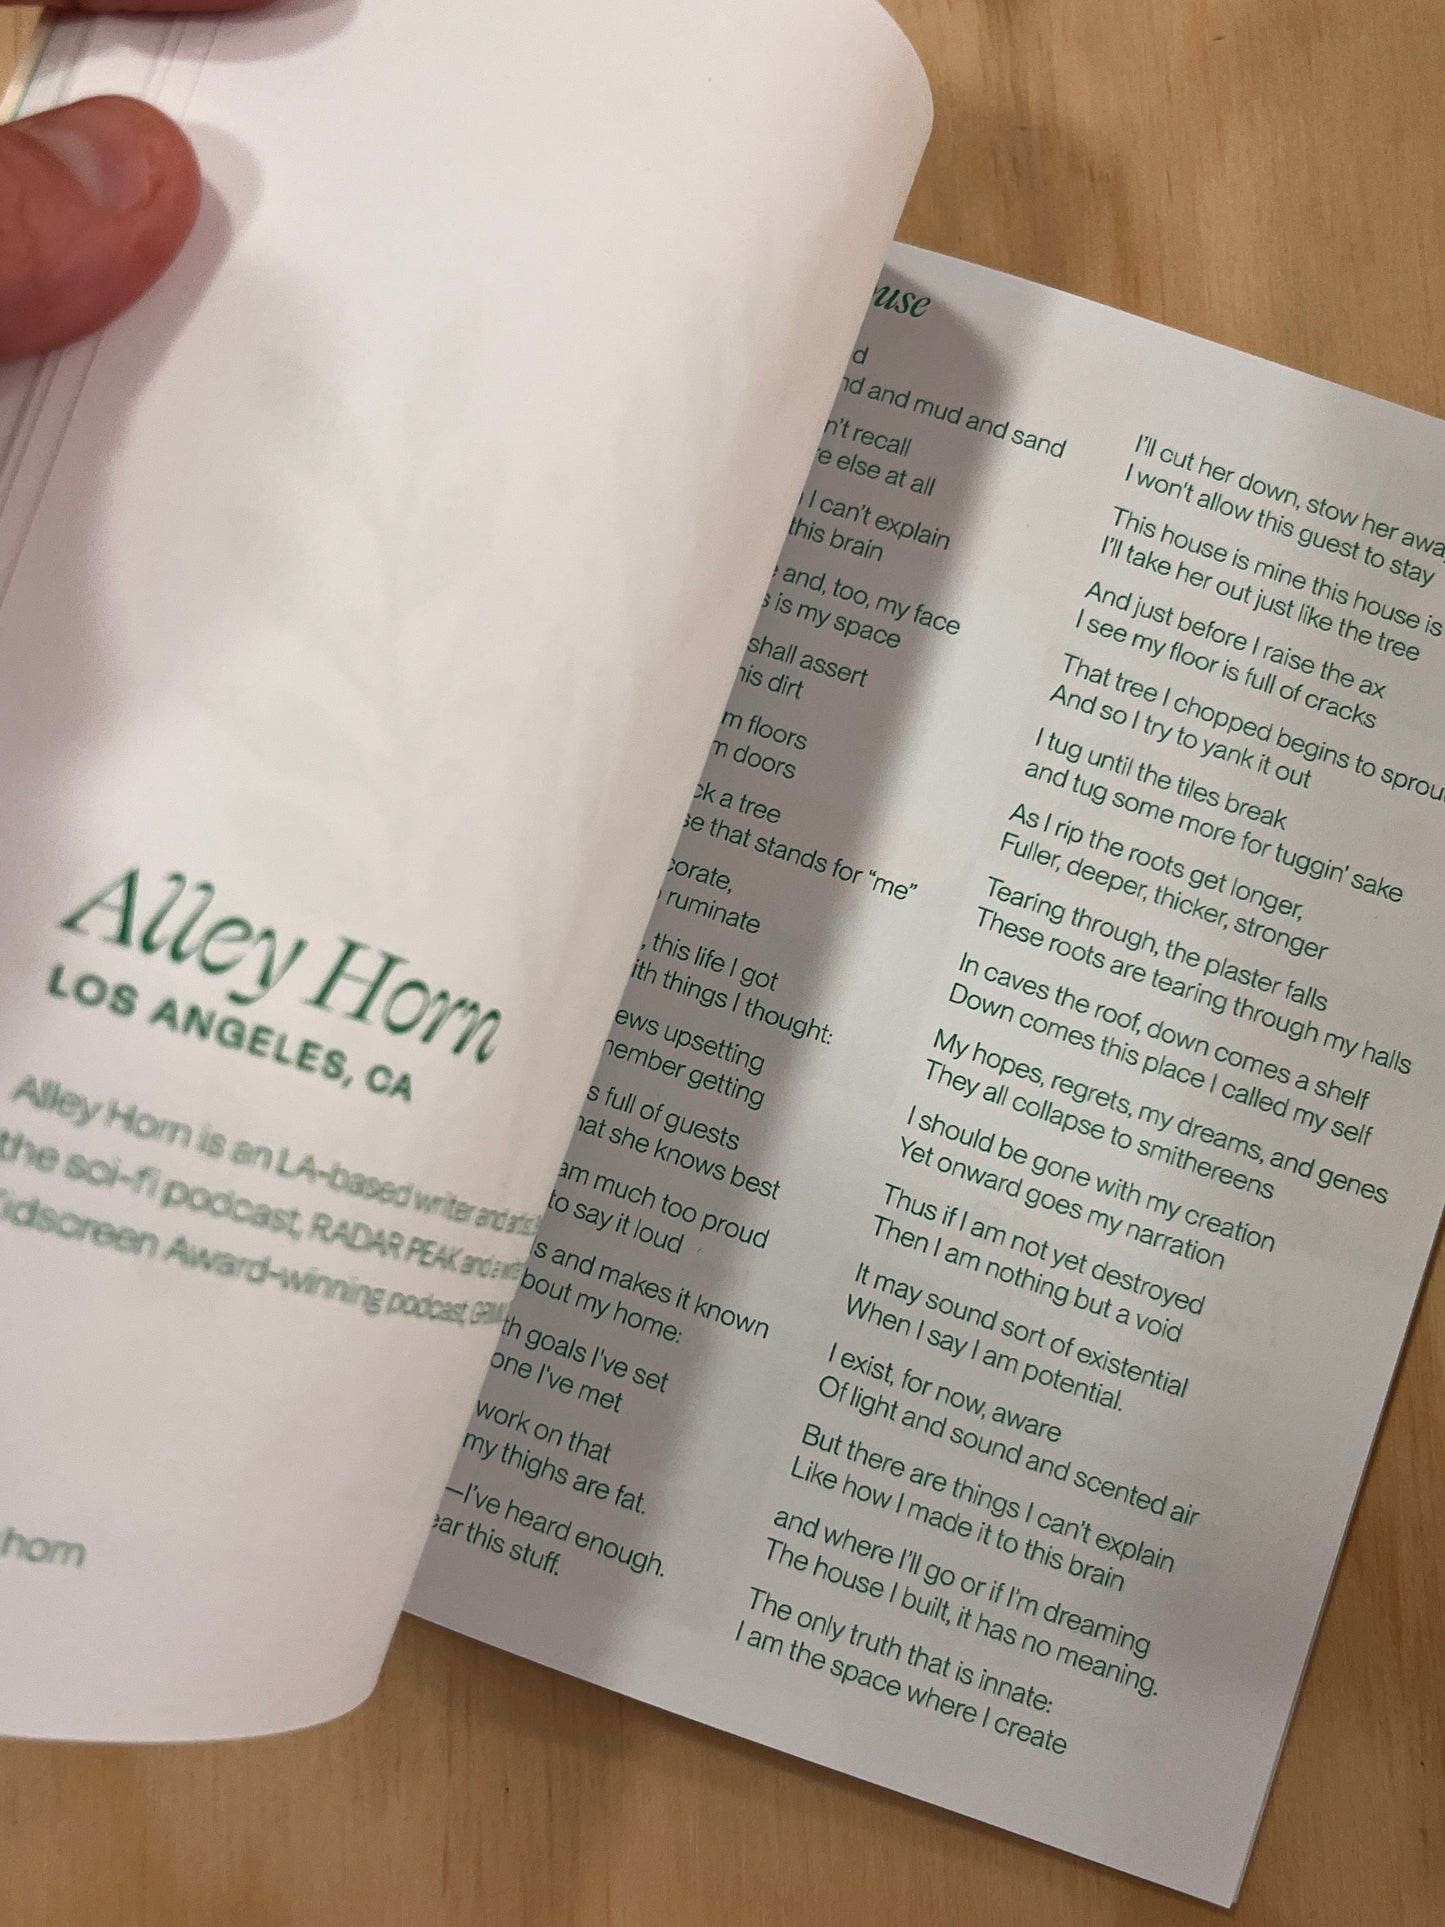 Alley Horn
LOS ANGELES, CA
Alley Horn is an LA-based writer and
the sci-fi podcast, RADAR PEAK and a
Kidscreen Award-winning podcast,
horn
use
d
nd and mud and sand
n't recall
re else at all
I can't explain
this brain
e and, too, my face
s is my space
shall assert
his dirt
m floors
m doors
ck a tree
se that stands for “me”
corate,
ruminate
, this life I got
ith things I thought:
ews upsetting
member getting
s full of guests
hat she knows best
am much too proud
to say it loud
s and makes it known
bout my home:
th goals I've set
one I've met
work on that
my thighs are fat.
—I've heard enough.
ear this stuff.
I'll cut her down, stow her awa
I won't allow this guest to stay
This house is mine this house is
I'll take her out just like the tree
And just before I raise the ax
I see my floor is full of cracks
That tree I chopped begins to sprou
And so I try to yank it out
I tug until the tiles break
and tug some more for tuggin' sake
As I rip the roots get longer,
Fuller, deeper, thicker, stronger
Tearing through, the plaster falls
These roots are tearing through my halls
In caves the roof, down comes a shelf
Down comes this place I called my self
My hopes, regrets, my dreams, and genes
They all collapse to smithereens
I should be gone with my creation
Yet onward goes my narration
Thus if I am not yet destroyed
Then I am nothing but a void
It may sound sort of existential
When I say I am potential.
I exist, for now, aware
Of light and sound and scented air
But there are things I can't explain
Like how I made it to this brain
and where I'll go or if I'm dreaming
The house I built, it has no meaning.
The only truth that is innate:
I am the space where I create